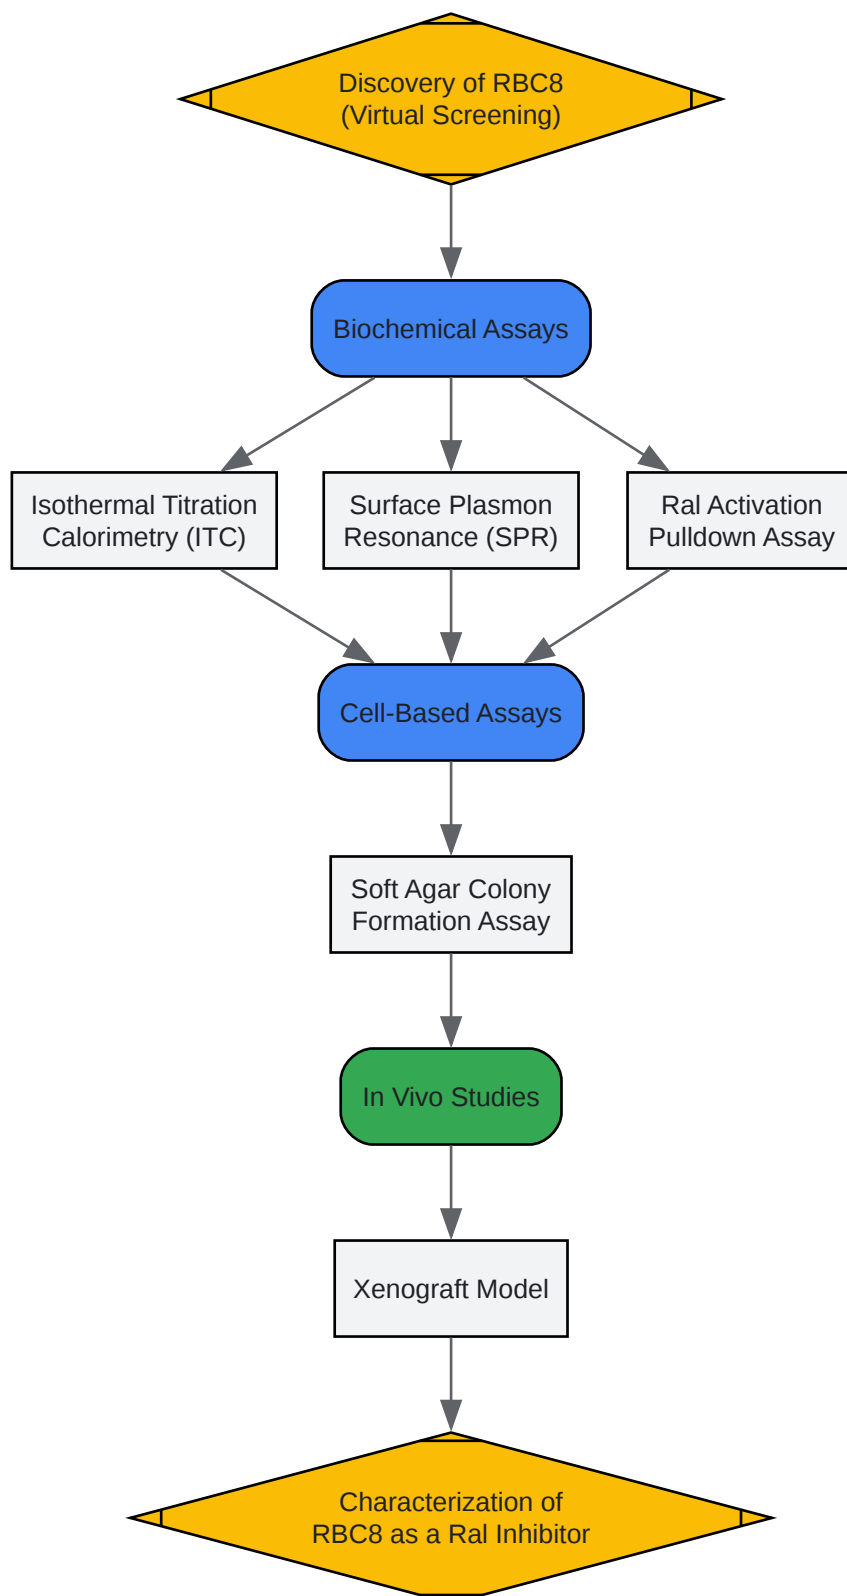 Discovery of RBC8
(Virtual Screening)
Biochemical Assays
Isothermal Titration
Calorimetry (ITC)
Surface Plasmon
Resonance (SPR)
Ral Activation
Pulldown Assay
Cell-Based Assays
Soft Agar Colony
Formation Assay
In Vivo Studies
Xenograft Model
Characterization of
RBC8 as a Ral Inhibitor